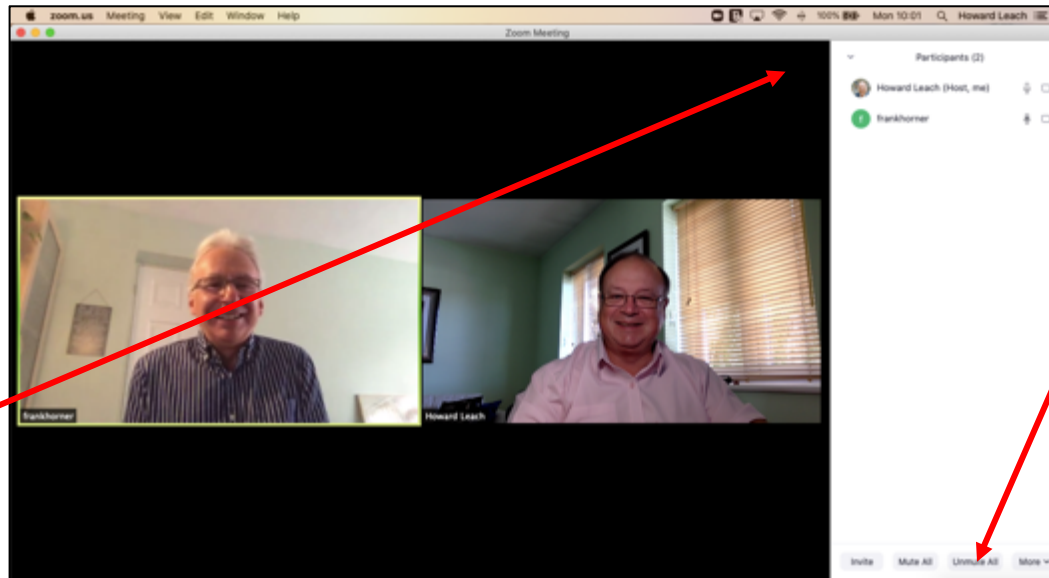 zoom.us Meeting View Edit Window Help 100% Mon 10:01 Howard Leach
Zoom Meeting
Participants (2)
Howard Leach (Host, me)
f frankhorner
frankhorner
Howard Leach
Invite Mute All Unmute All More